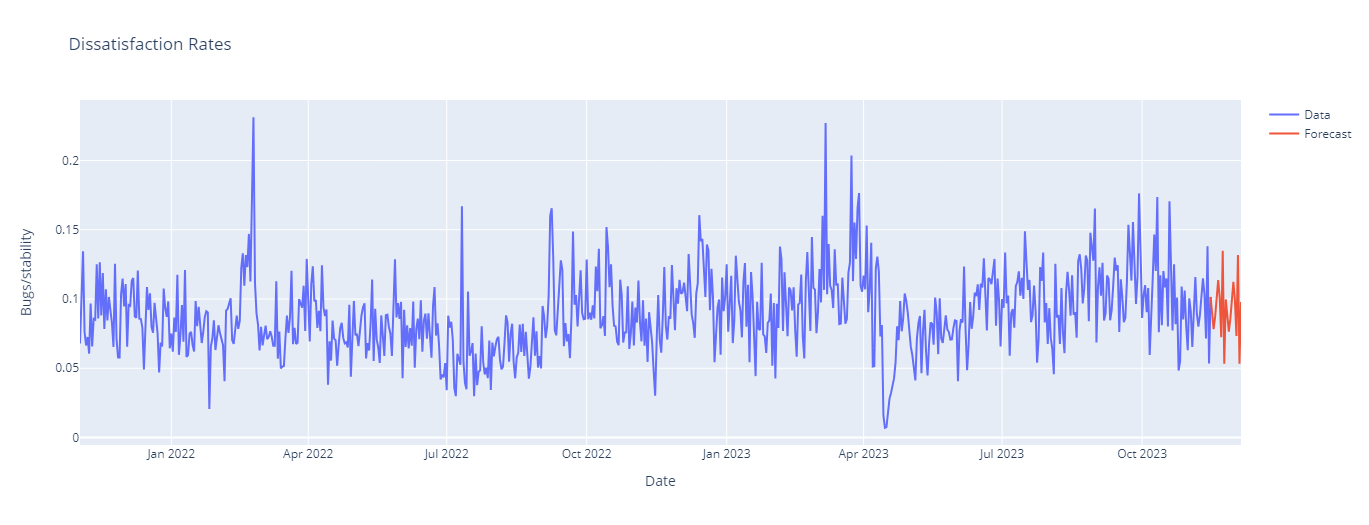 Dissatisfaction Rates
Data
Forecast
Bugs/stability
0.2
0.15
0.1
0.05
0
Jan 2022
Apr 2022
Jul 2022
Oct 2022
Jan 2023
Apr 2023
Jul 2023
Oct 2023
Date